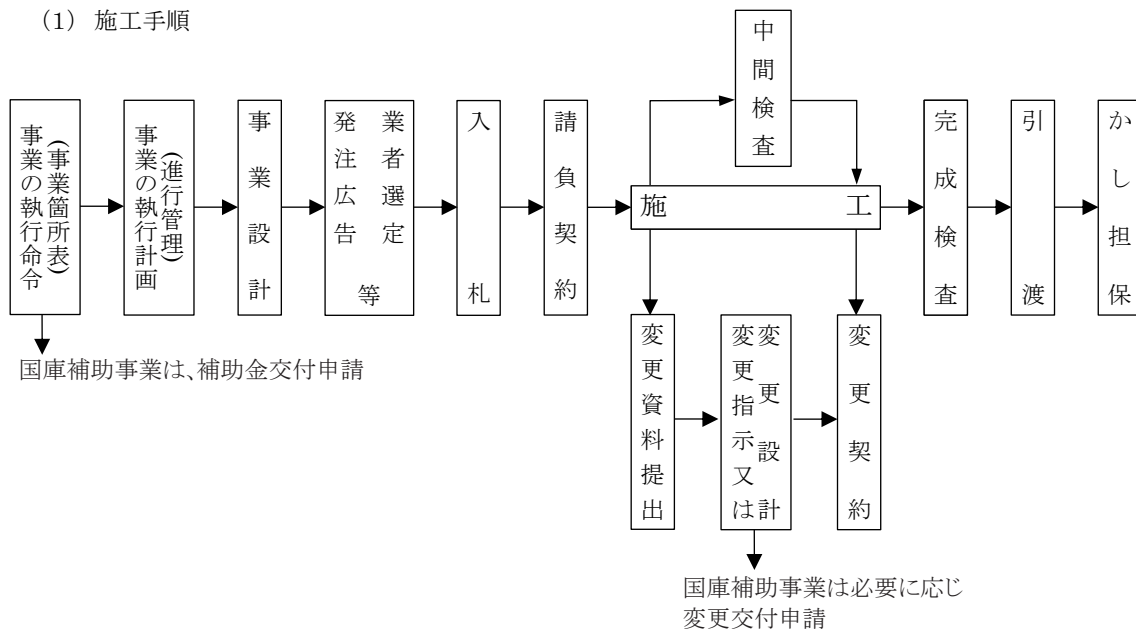 (1) 施工手順
事業の執行命令
(事業箇所表)
事業の執行計画
(進行管理)
事業設計
業者選定
発注広告
等
入札
請負契約
中間検査
施工
完成検査
引渡
かし担保
国庫補助事業は、補助金交付申請
変更資料提出
変更設計
変更指示又は
変更契約
国庫補助事業は必要に応じ
変更交付申請